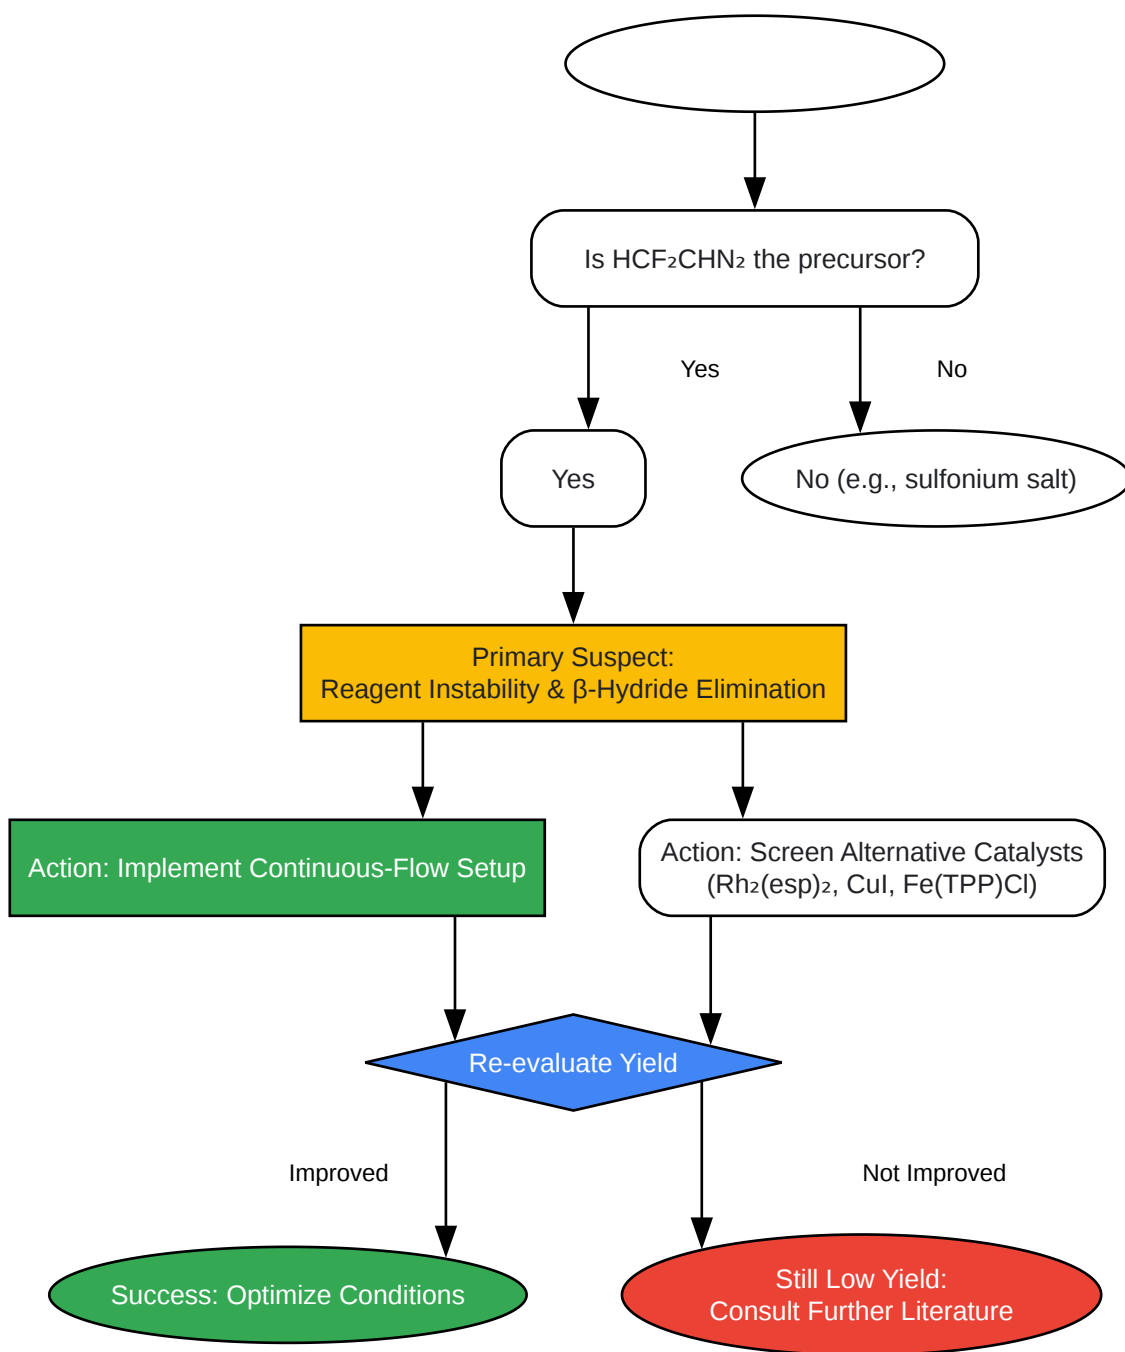 Is HCF₂CHN₂ the precursor?
Yes
No
Yes
No (e.g., sulfonium salt)
Primary Suspect:
Reagent Instability & β-Hydride Elimination
Action: Implement Continuous-Flow Setup
Action: Screen Alternative Catalysts
(Rh₂(esp)₂, CuI, Fe(TPP)Cl)
Re-evaluate Yield
Improved
Not Improved
Success: Optimize Conditions
Still Low Yield:
Consult Further Literature